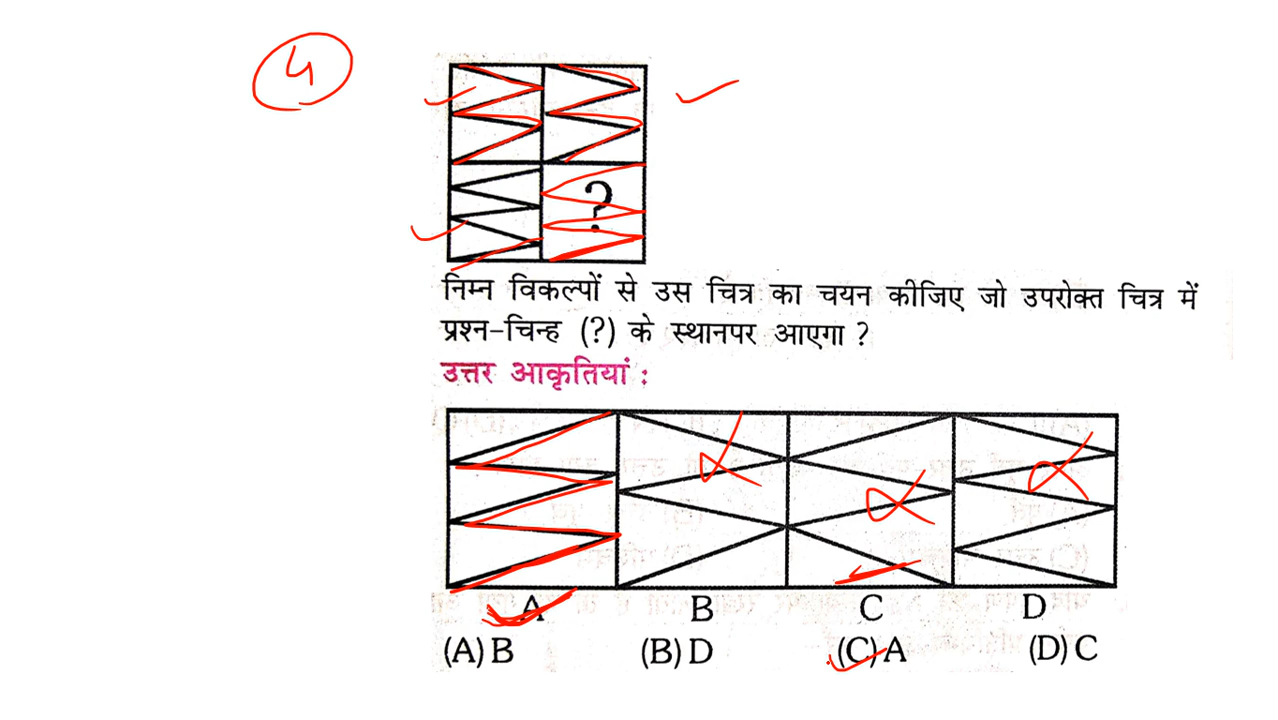 4
?
निम्न विकल्पों से उस चित्र का चयन कीजिए जो उपरोक्त चित्र में
प्रश्न-चिन्ह (?) के स्थानपर आएगा ?
उत्तर आकृतियां :
A B C D
(A) B (B) D (C) A (D) C